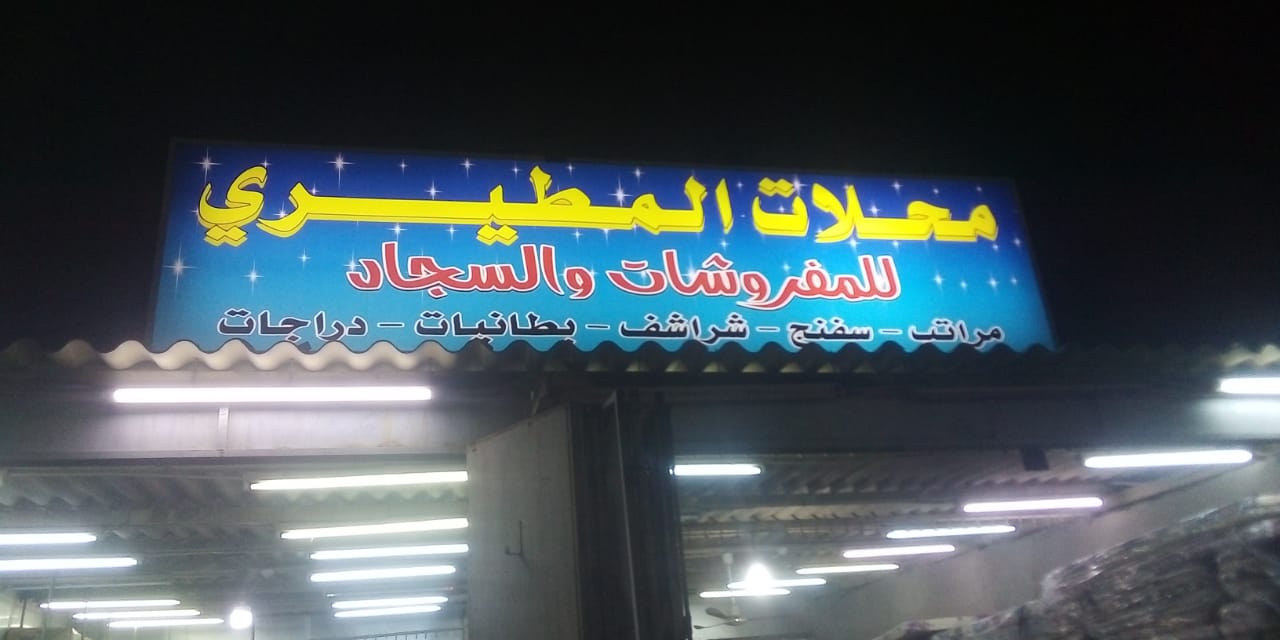 محلات المطيري
للمفروشات والسجاد
مراتب - سفنج - شراشف - بطانيات - دراجات